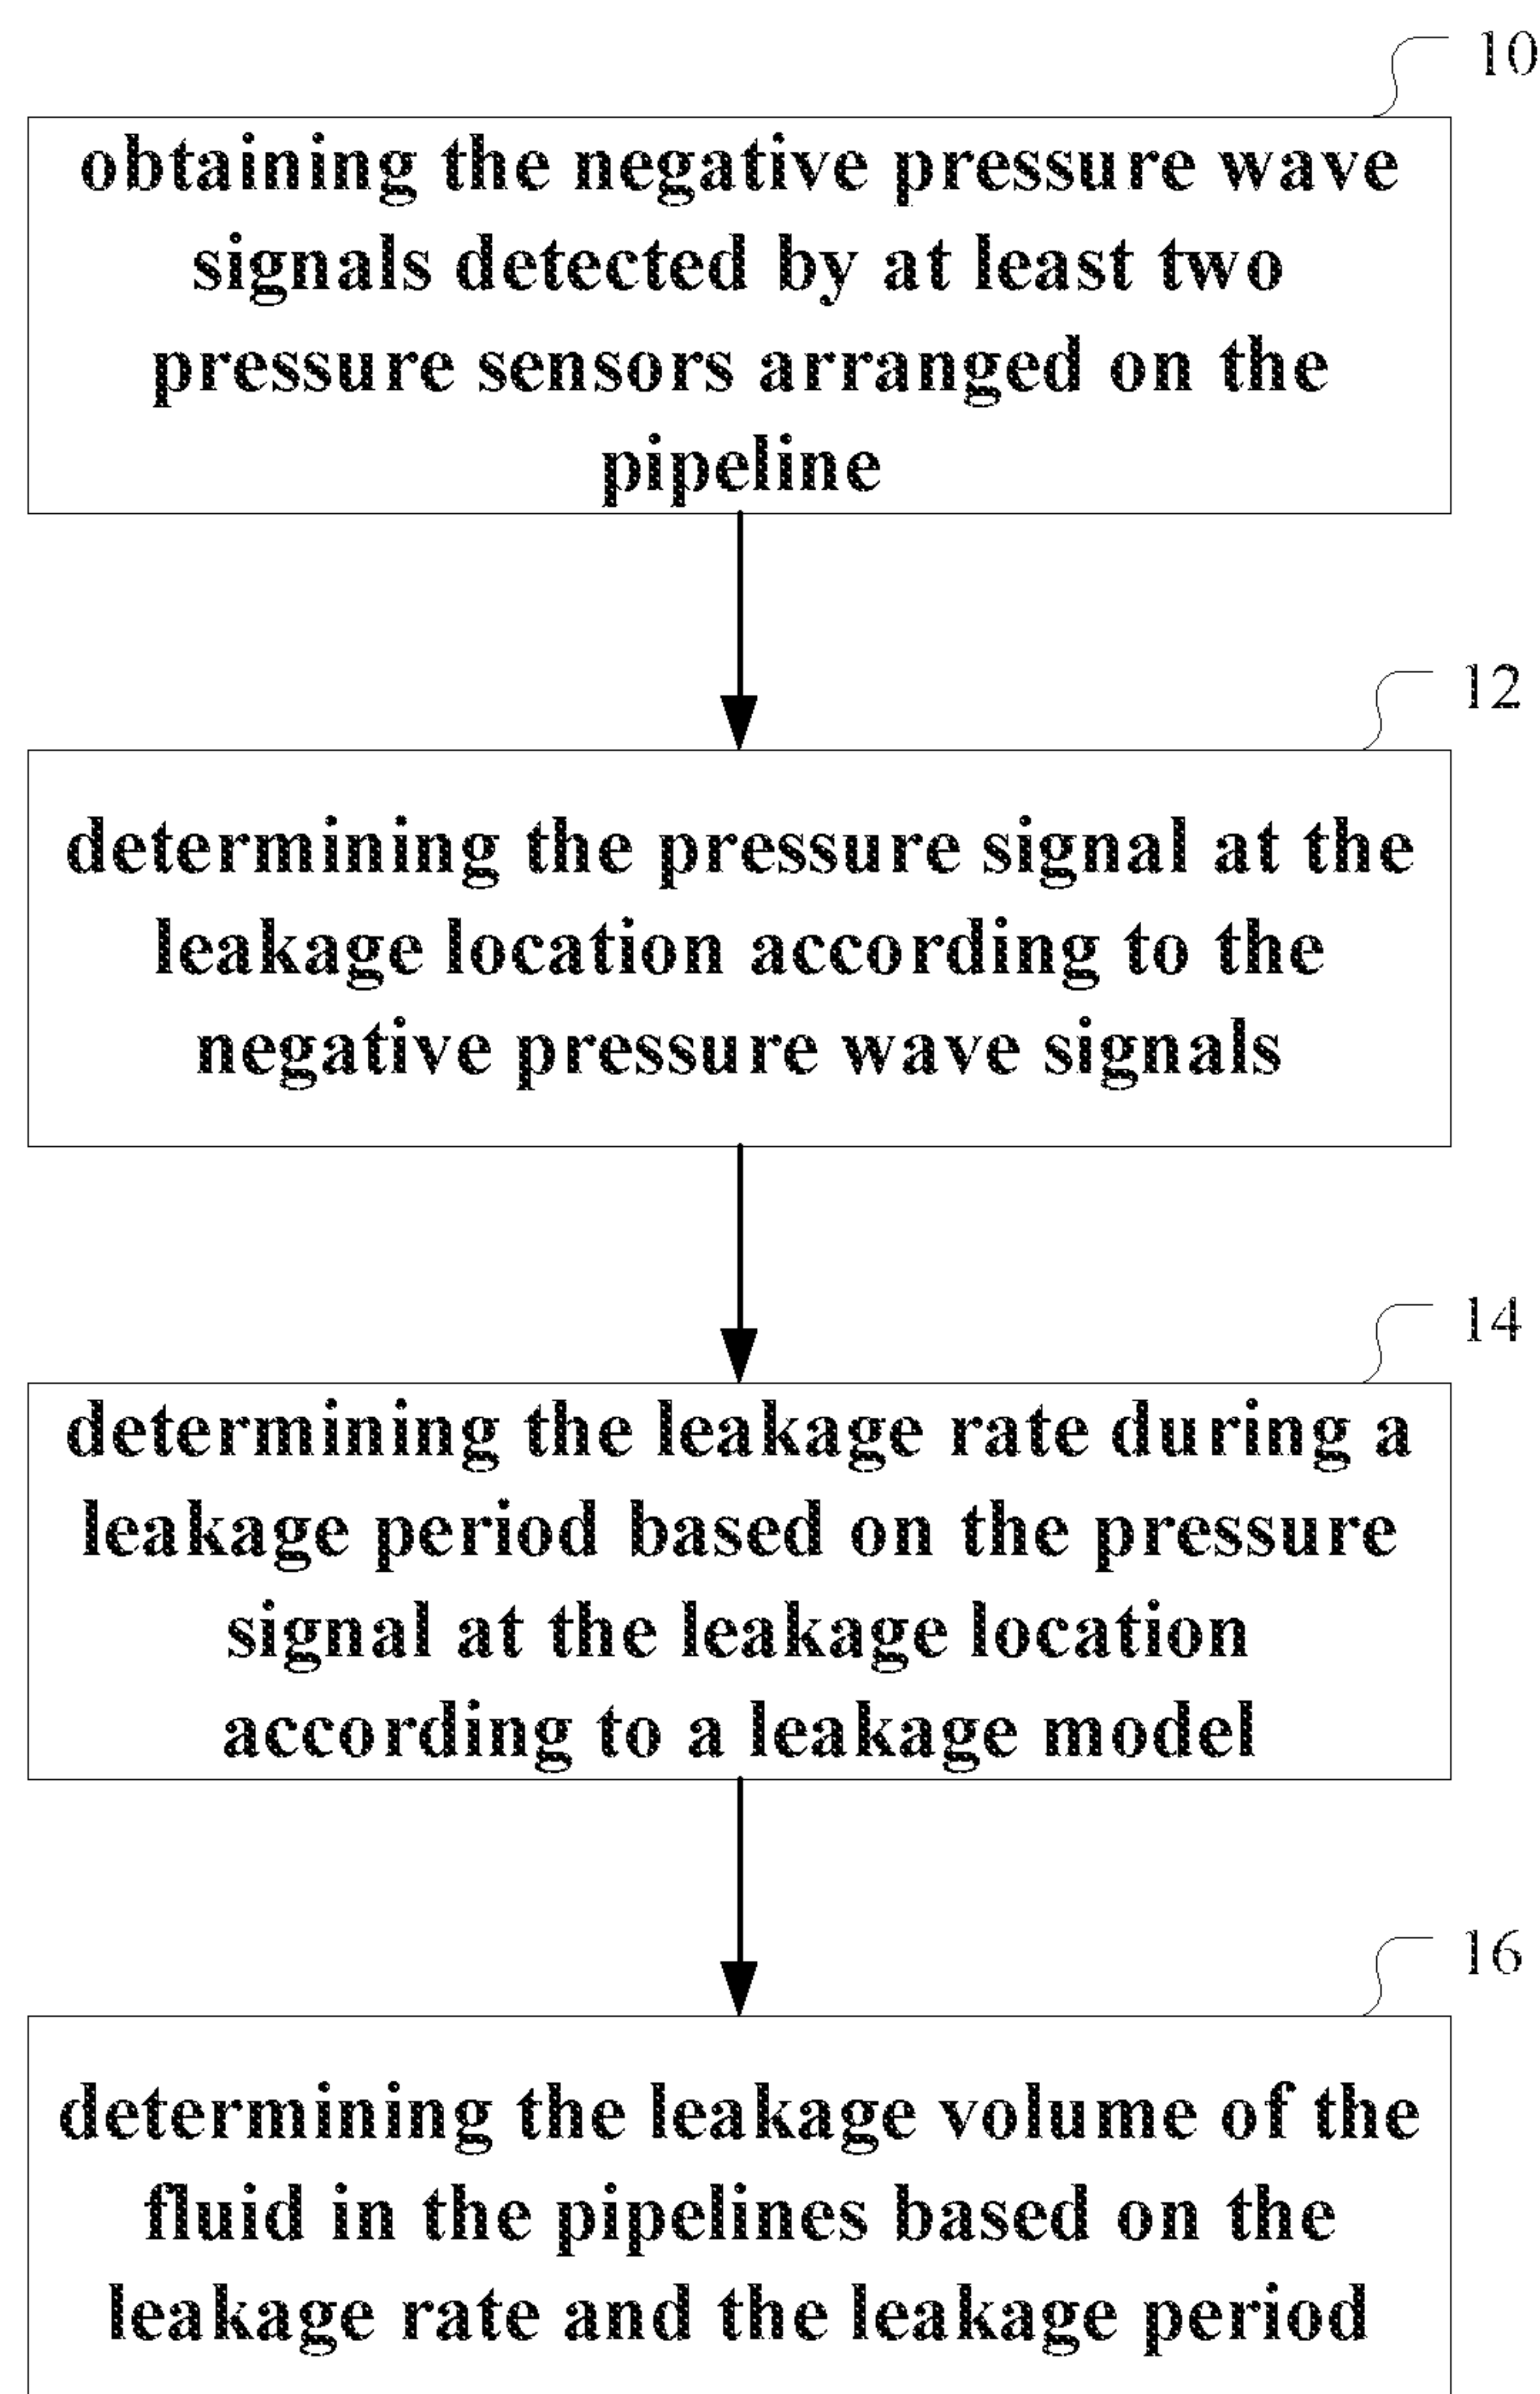 10
obtaining the negative pressure wave
signals detected by at least two
pressure sensors arranged on the
pipeline
12
determining the pressure signal at the
leakage location according to the
negative pressure wave signals
14
determining the leakage rate during a
leakage period based on the pressure
signal at the leakage location
according to a leakage model
16
determining the leakage volume of the
fluid in the pipelines based on the
leakage rate and the leakage period